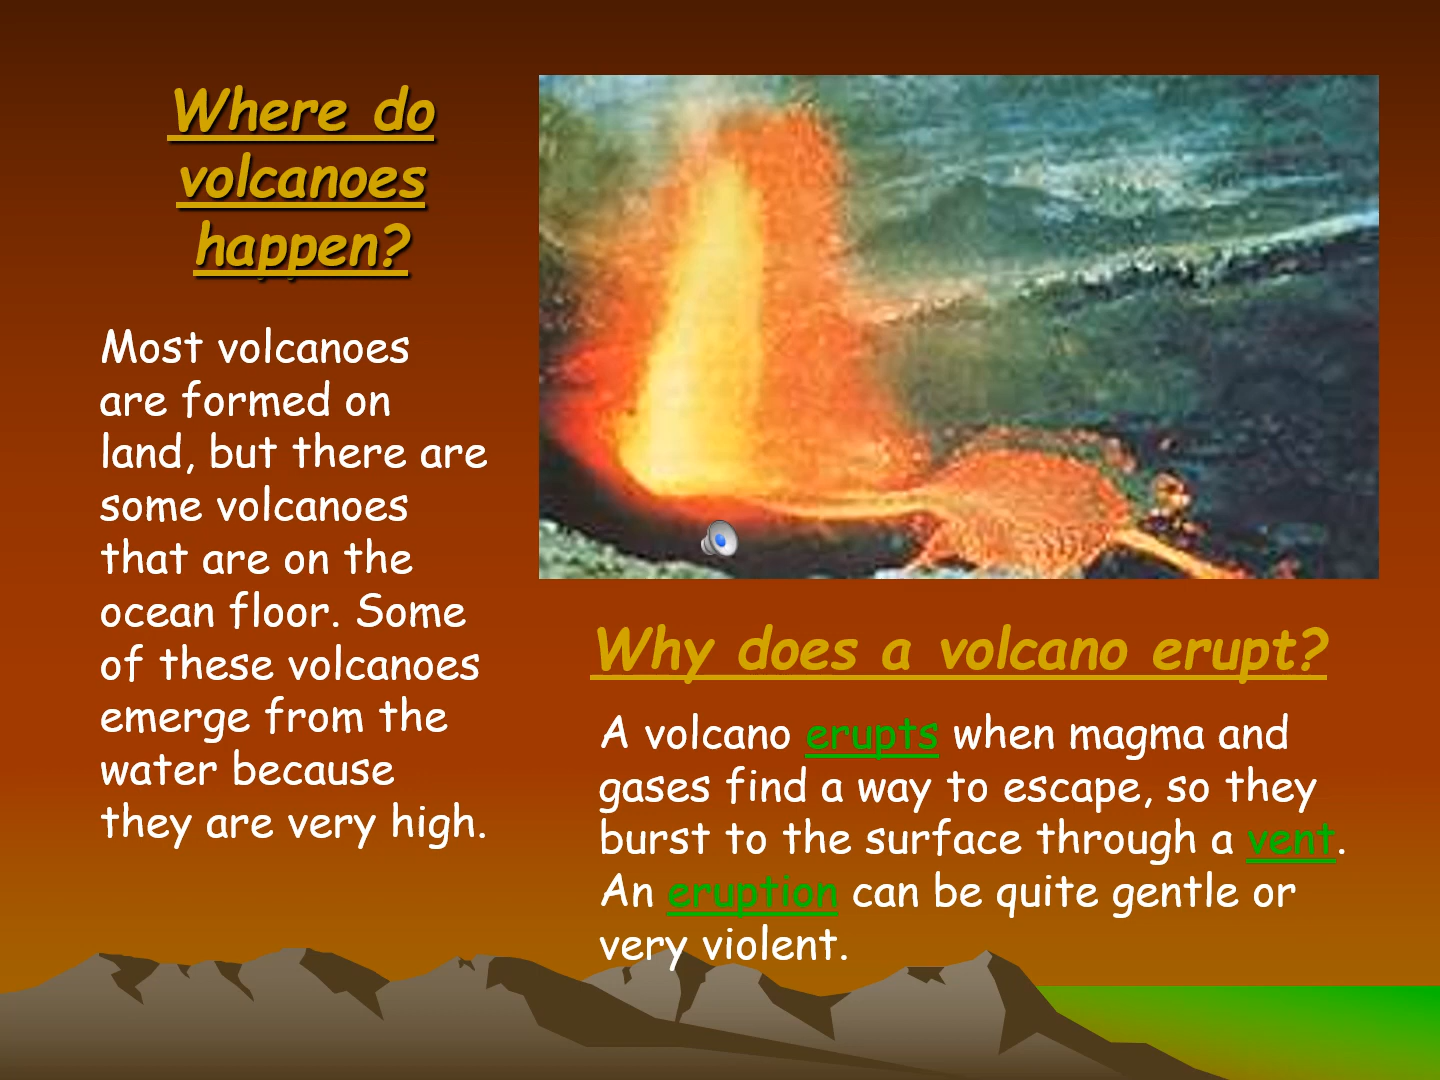 Where do
volcanoes
happen?
Most volcanoes
are formed on
land, but there are
some volcanoes
that are on the
ocean floor. Some
of these volcanoes
emerge from the
water because
they are very high.
Why does a volcano erupt?
A volcano erupts when magma and
gases find a way to escape, so they
burst to the surface through a vent.
An eruption can be quite gentle or
very violent.